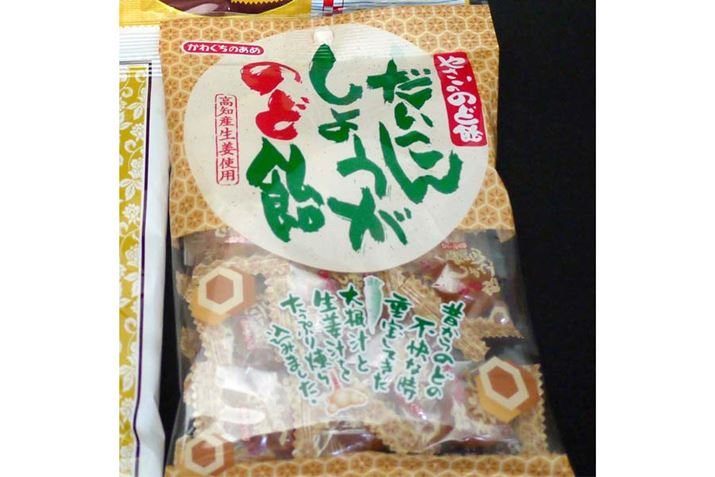 かわぐちのあめ
やさいののど飴
だいこん
しょうが
のど飴
高知産生姜使用
昔からのどの
不快な時
重宝してきた
大根汁と
生姜汁を
たっぷり煉り
込みました。